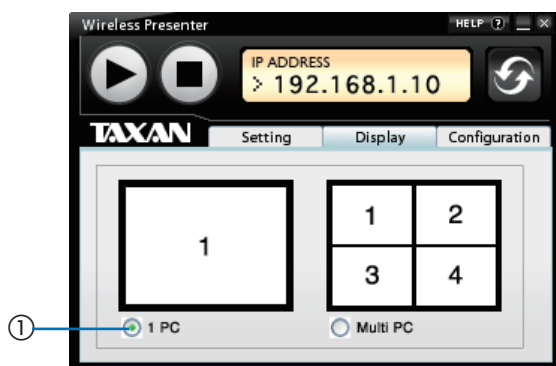 Wireless Presenter HELP ?
IP ADDRESS
> 192.168.1.10
TAXAN Setting Display Configuration
1 1 2
3 4
① 1 PC Multi PC